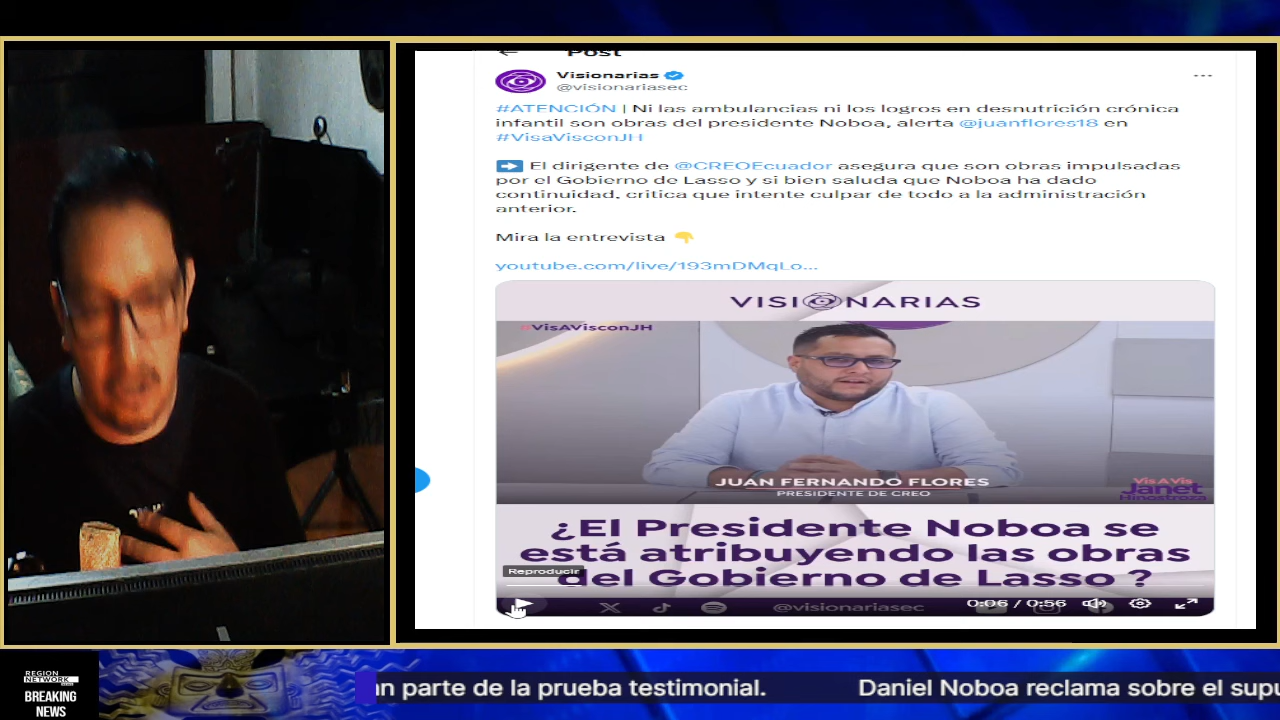 Post
Visionarias
@visionariasec
#ATENCIÓN | Ni las ambulancias ni los logros en desnutrición crónica
infantil son obras del presidente Noboa, alerta @juanflores18 en
#VisaVisconJH
El dirigente de @CREOEcuador asegura que son obras impulsadas
por el Gobierno de Lasso y si bien saluda que Noboa ha dado
continuidad, critica que intente culpar de todo a la administración
anterior.
Mira la entrevista
youtube.com/live/193mDMqLo...
VISIONARIAS
#VisAVisconJH
JUAN FERNANDO FLORES
PRESIDENTE DE CREO
Vis A Vis
Janet
Hinostroza
¿El Presidente Noboa se
está atribuyendo las obras
del Gobierno de Lasso ?
Reproducir
@visionariasec
0:06 / 0:56
REGION
NETWORK
BREAKING
NEWS
an parte de la prueba testimonial. Daniel Noboa reclama sobre el supu